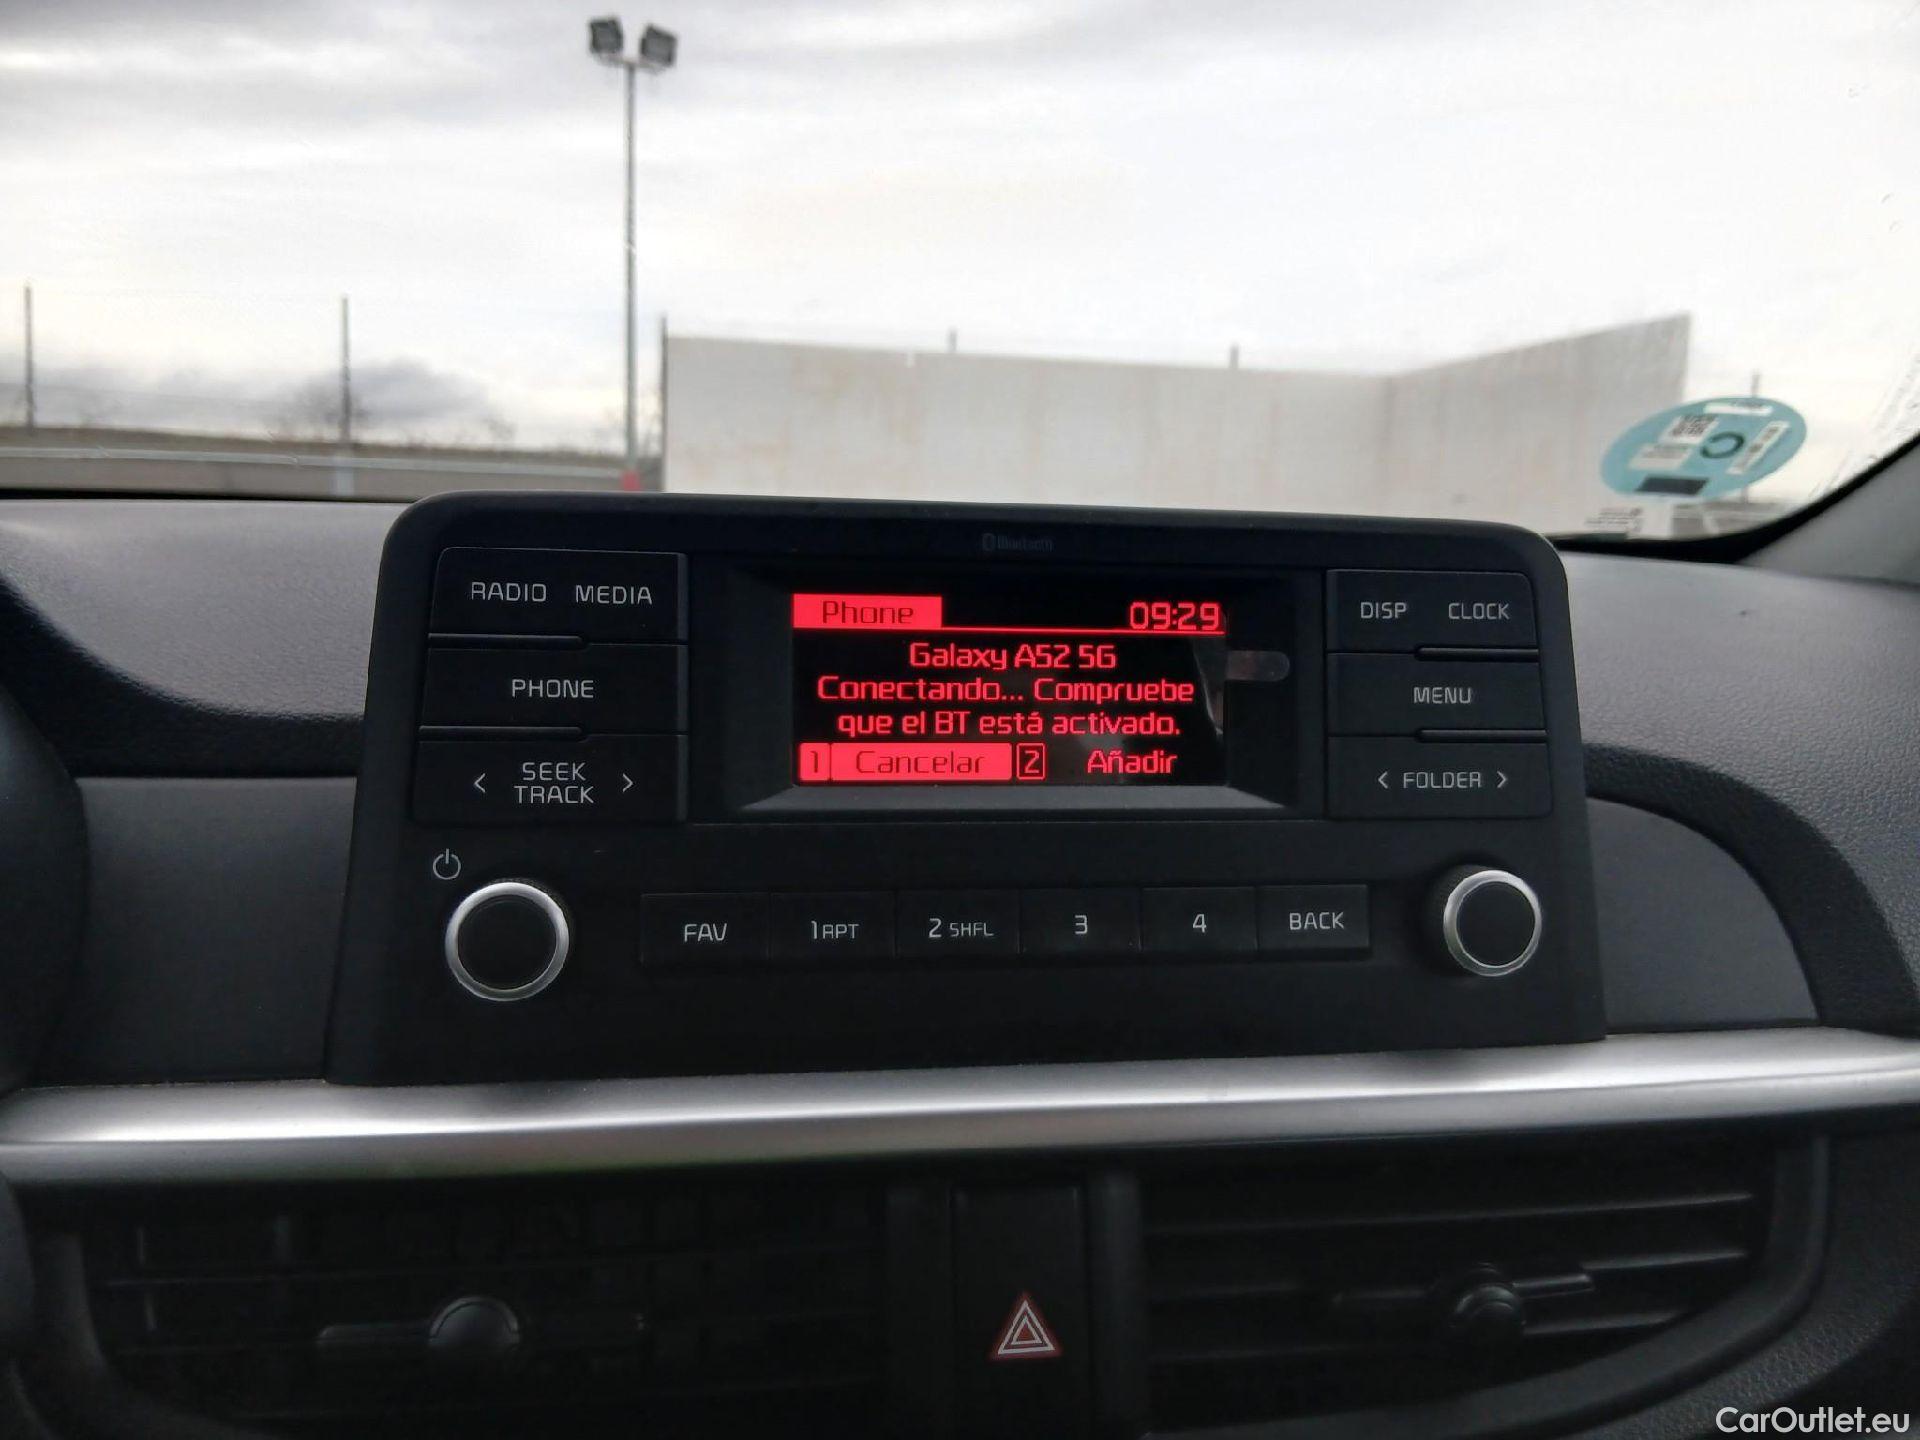 Bluetooth
RADIO MEDIA
PHONE
< SEEK TRACK >
Phone 09:29
Galaxy A52 5G
Conectando... Compruebe
que el BT está activado.
1 Cancelar 2 Añadir
DISP CLOCK
MENU
< FOLDER >
FAV 1 RPT 2 SHFL 3 4 BACK
C
CarOutlet.eu